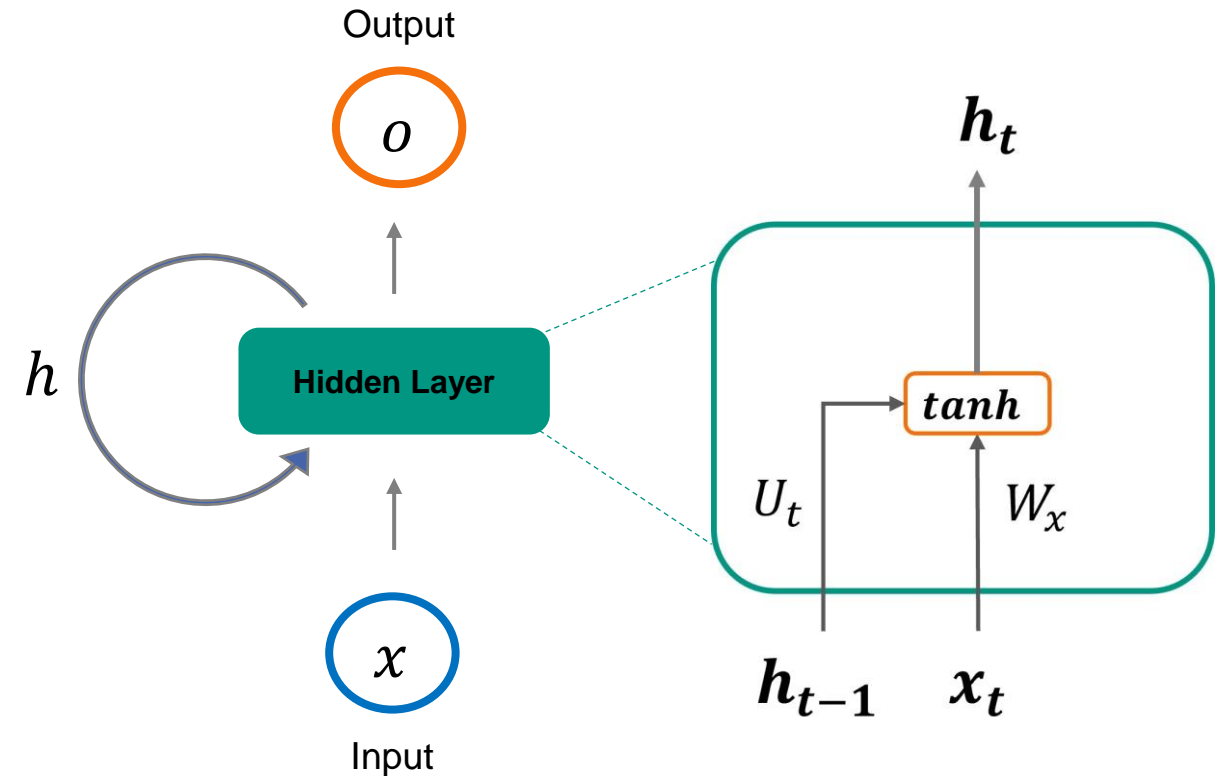 Output
o
h
Hidden Layer
x
Input
h_t
tanh
U_t
W_x
h_{t-1}
x_t